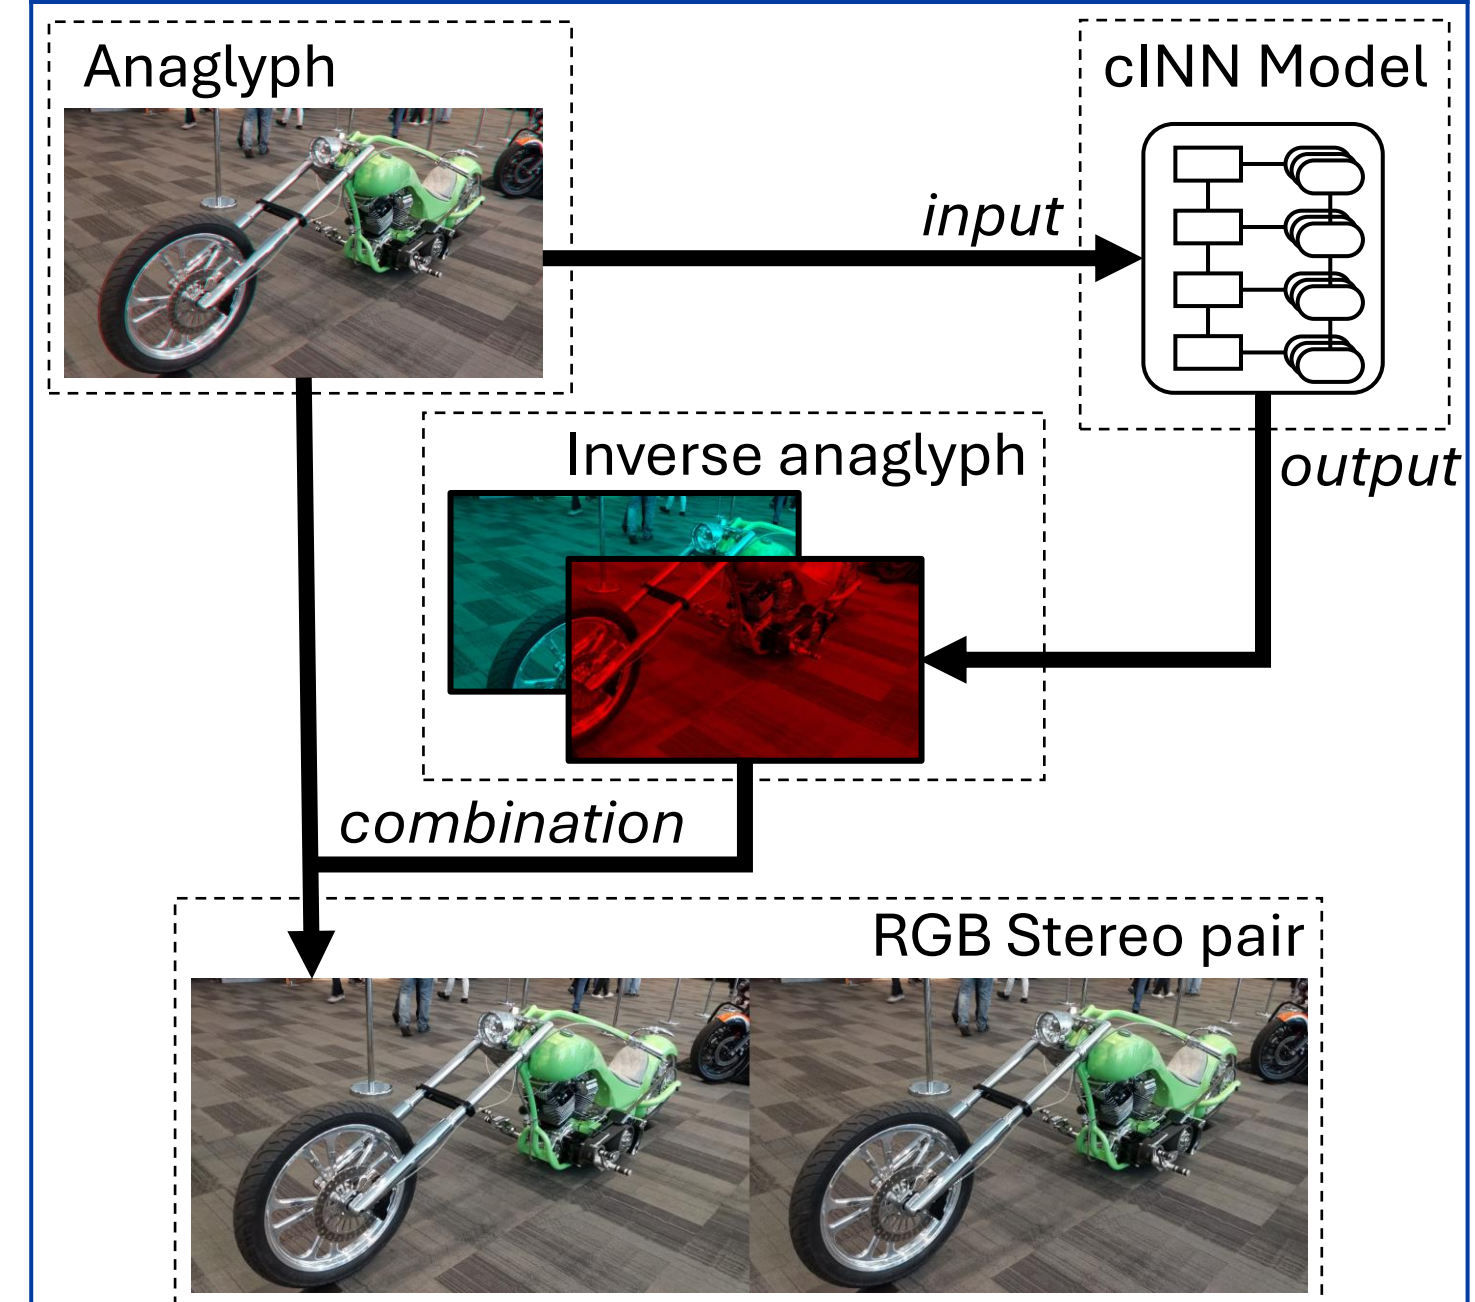 Anaglyph
cINN Model
input
Inverse anaglyph
output
combination
RGB Stereo pair